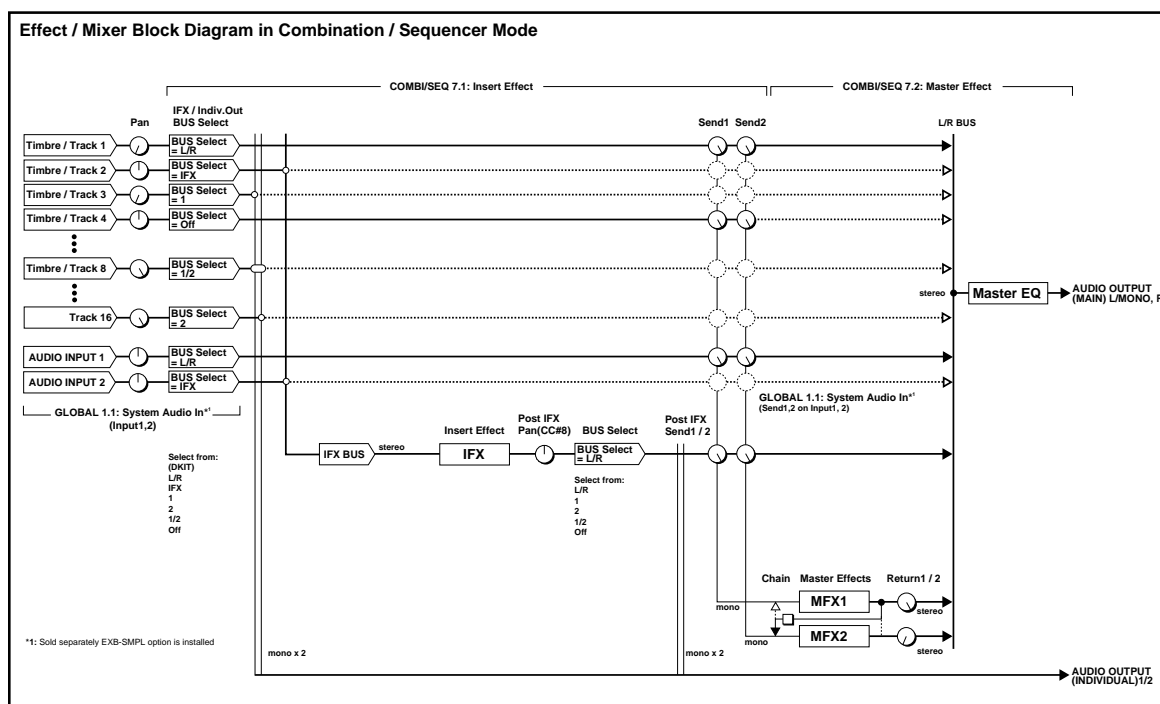 Effect / Mixer Block Diagram in Combination / Sequencer Mode
COMBI/SEQ 7.1: Insert Effect
COMBI/SEQ 7.2: Master Effect
Pan
IFX / Indiv.Out
BUS Select
Send1
Send2
L/R BUS
Timbre / Track 1
BUS Select
= L/R
Timbre / Track 2
BUS Select
= IFX
Timbre / Track 3
BUS Select
= 1
Timbre / Track 4
BUS Select
= Off
Timbre / Track 8
BUS Select
= 1/2
Track 16
BUS Select
= 2
stereo
Master EQ
AUDIO OUTPUT
(MAIN) L/MONO, R
AUDIO INPUT 1
BUS Select
= L/R
AUDIO INPUT 2
BUS Select
= IFX
GLOBAL 1.1: System Audio In*1
(Input1,2)
GLOBAL 1.1: System Audio In*1
(Send1,2 on Input1, 2)
IFX BUS
stereo
Insert Effect
IFX
Post IFX
Pan(CC#8)
BUS Select
BUS Select
= L/R
Post IFX
Send1 / 2
Select from:
(DKIT)
L/R
IFX
1
2
1/2
Off
Select from:
L/R
1
2
1/2
Off
Chain
Master Effects
Return1 / 2
mono
MFX1
stereo
mono
MFX2
stereo
*1: Sold separately EXB-SMPL option is installed
mono x 2
mono x 2
AUDIO OUTPUT
(INDIVIDUAL)1/2